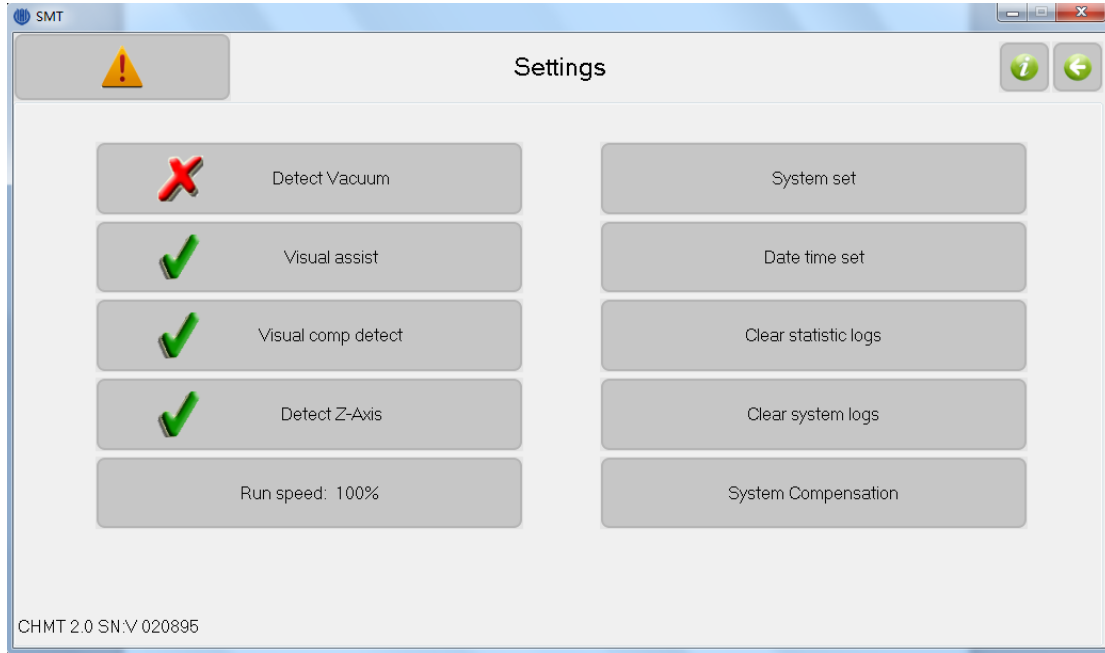 SMT
Settings
Detect Vacuum
System set
Visual assist
Date time set
Visual comp detect
Clear statistic logs
Detect Z-Axis
Clear system logs
Run speed: 100%
System Compensation
CHMT 2.0 SN:V 020895